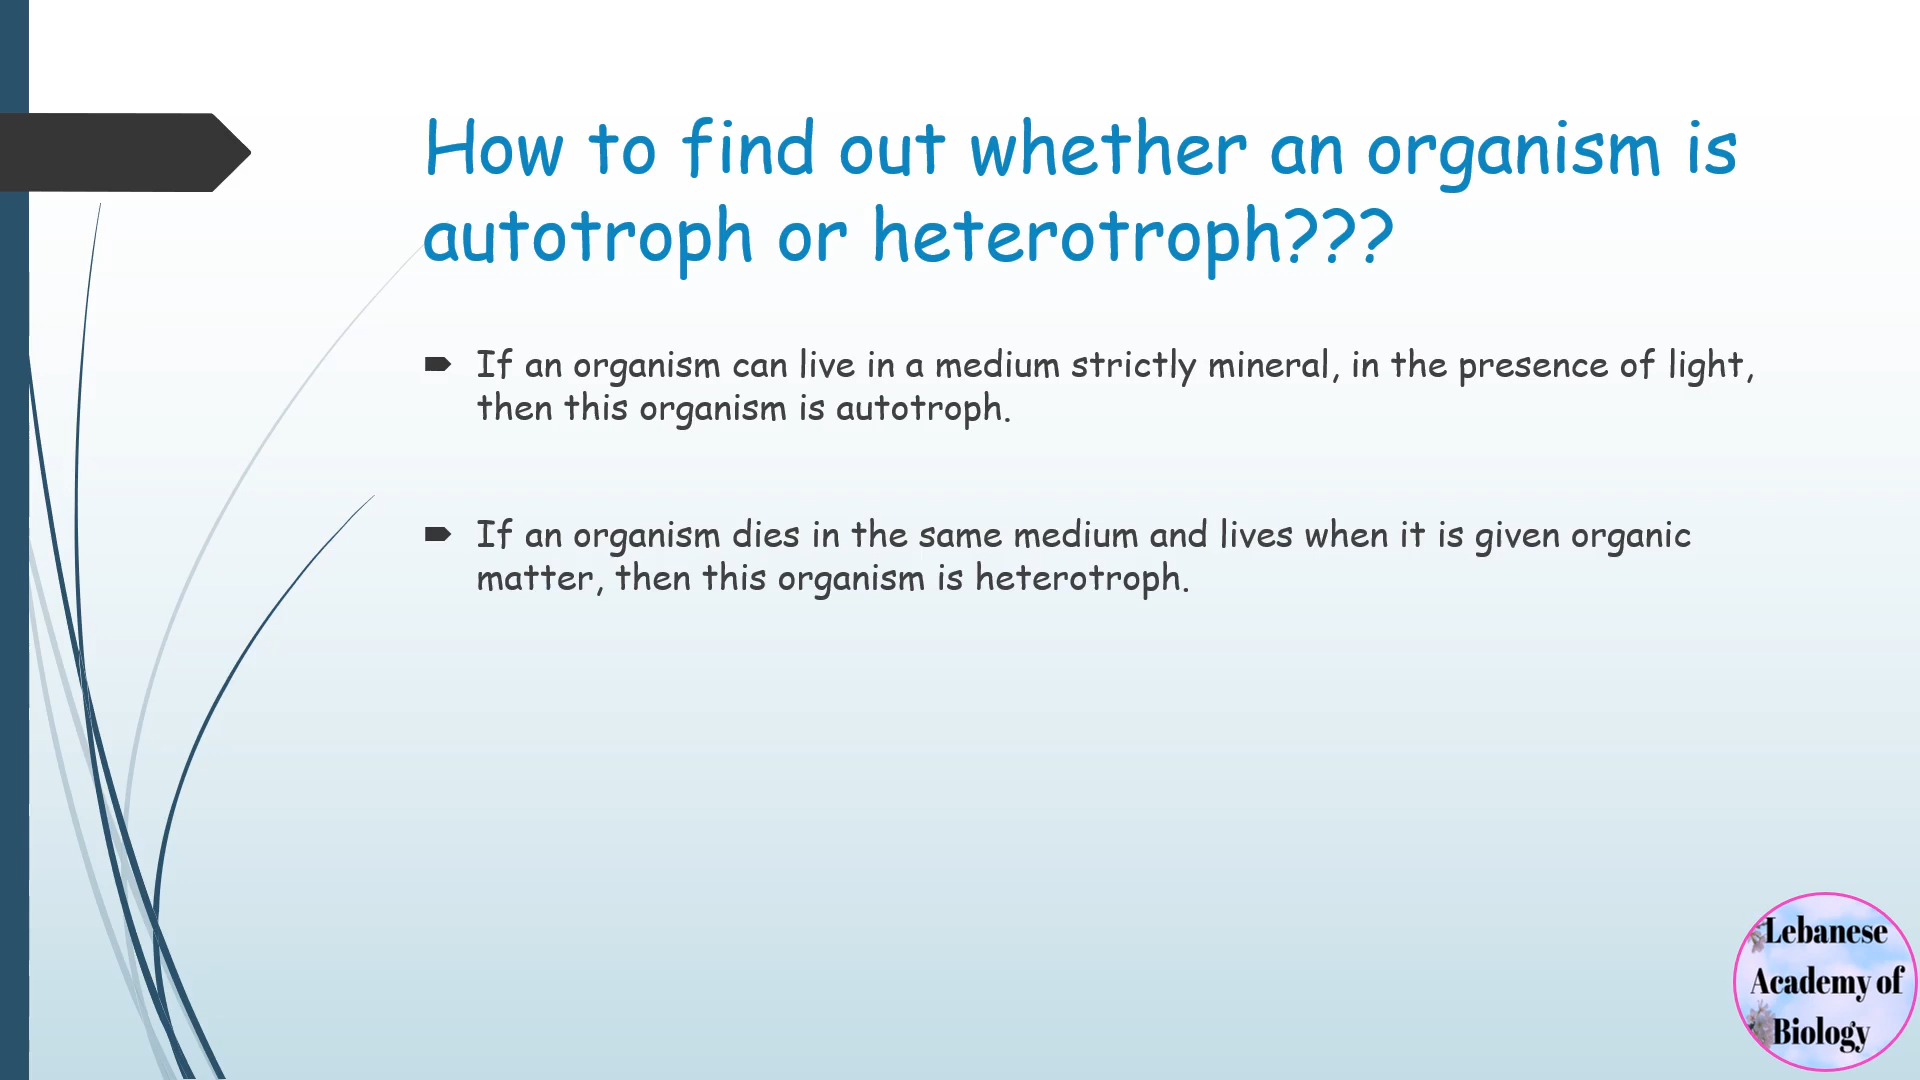 How to find out whether an organism is
autotroph or heterotroph???
If an organism can live in a medium strictly mineral, in the presence of light,
then this organism is autotroph.
If an organism dies in the same medium and lives when it is given organic
matter, then this organism is heterotroph.
Lebanese
Academy of
Biology